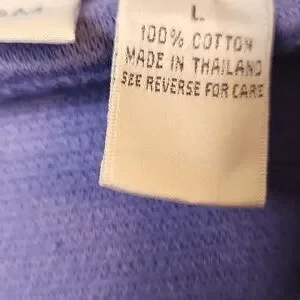 L
100% COTTON
MADE IN THAILAND
SEE REVERSE FOR CARE